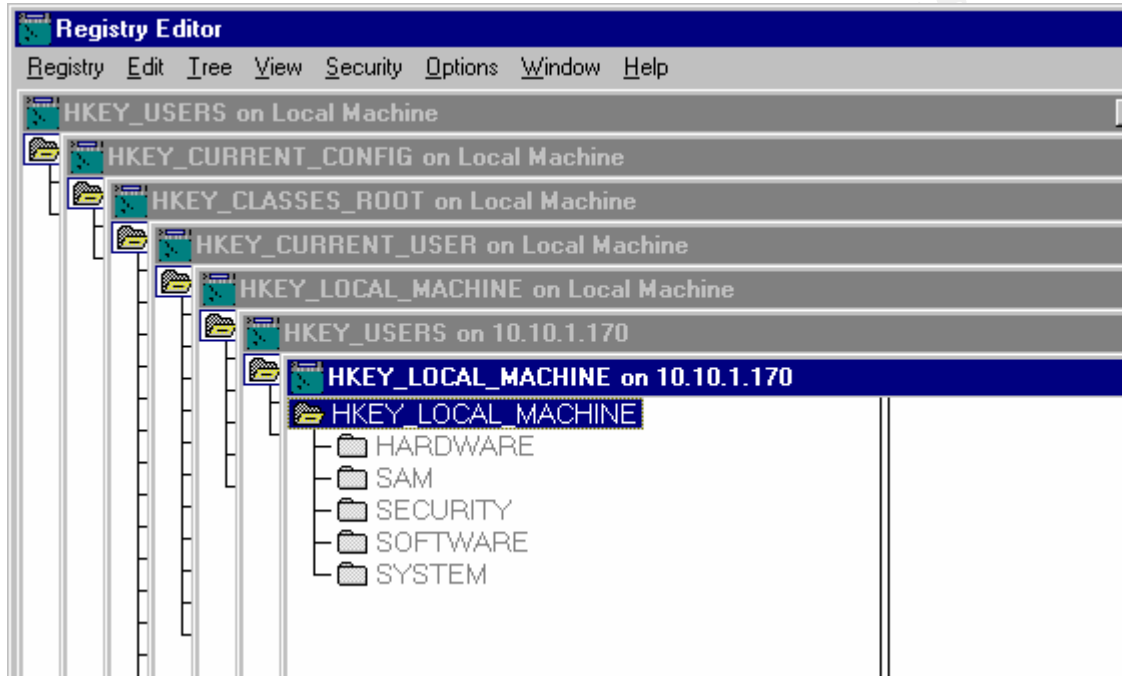 Registry Editor
Registry Edit Tree View Security Options Window Help
HKEY_USERS on Local Machine
HKEY_CURRENT_CONFIG on Local Machine
HKEY_CLASSES_ROOT on Local Machine
HKEY_CURRENT_USER on Local Machine
HKEY_LOCAL_MACHINE on Local Machine
HKEY_USERS on 10.10.1.170
HKEY_LOCAL_MACHINE on 10.10.1.170
HKEY_LOCAL_MACHINE
HARDWARE
SAM
SECURITY
SOFTWARE
SYSTEM